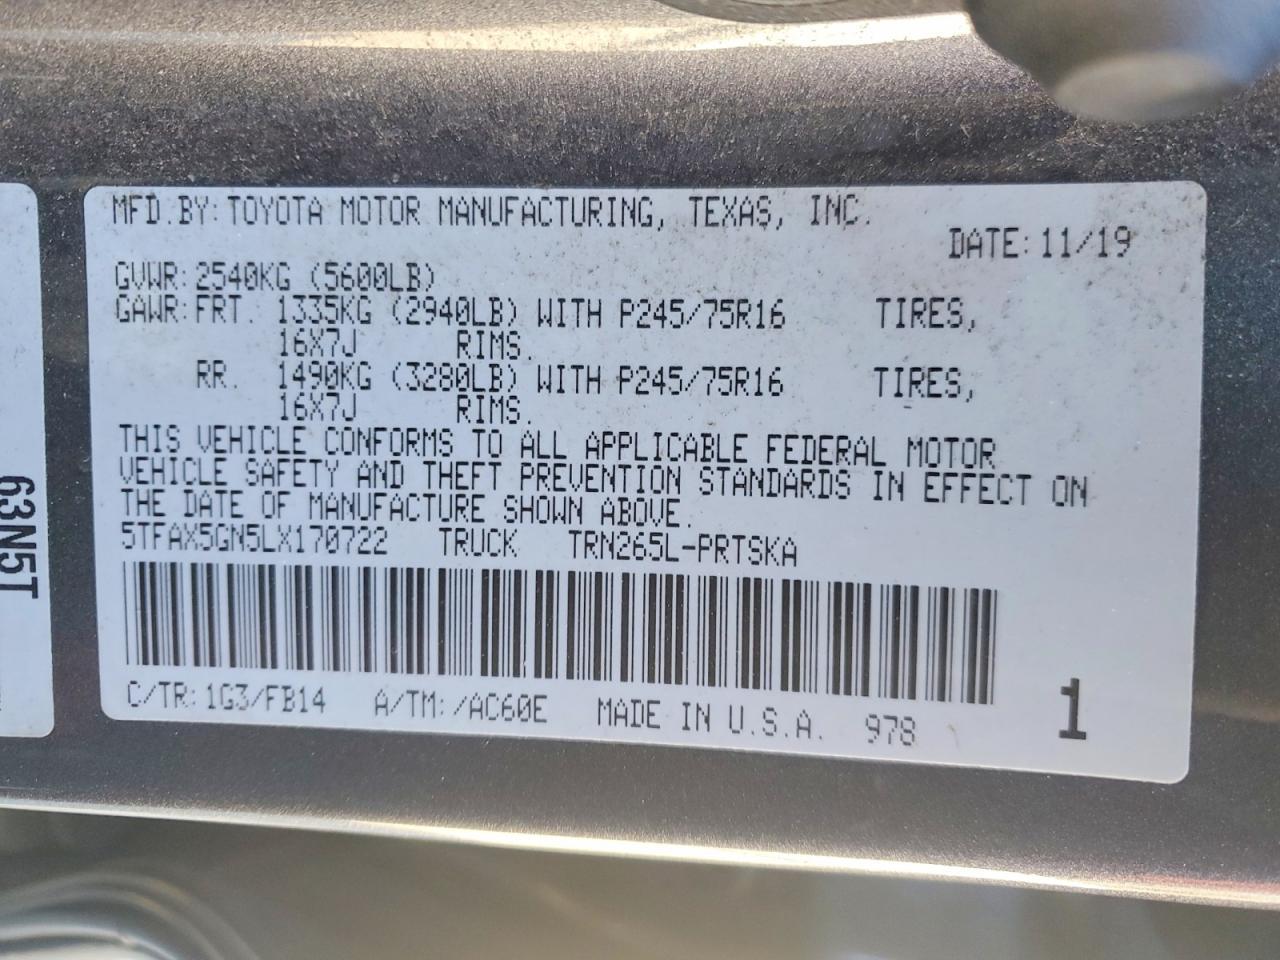 MFD.BY:TOYOTA MOTOR MANUFACTURING, TEXAS, INC.
DATE:11/19
GVWR:2540KG (5600LB)
GAWR:FRT. 1335KG (2940LB) WITH P245/75R16 TIRES,
16X7J RIMS.
RR. 1490KG (3280LB) WITH P245/75R16 TIRES,
16X7J RIMS.
THIS VEHICLE CONFORMS TO ALL APPLICABLE FEDERAL MOTOR
VEHICLE SAFETY AND THEFT PREVENTION STANDARDS IN EFFECT ON
THE DATE OF MANUFACTURE SHOWN ABOVE.
5TFAX5GN5LX170722 TRUCK TRN265L-PRTSKA
C/TR:1G3/FB14 A/TM:/AC60E MADE IN U.S.A. 978
1
63N5T